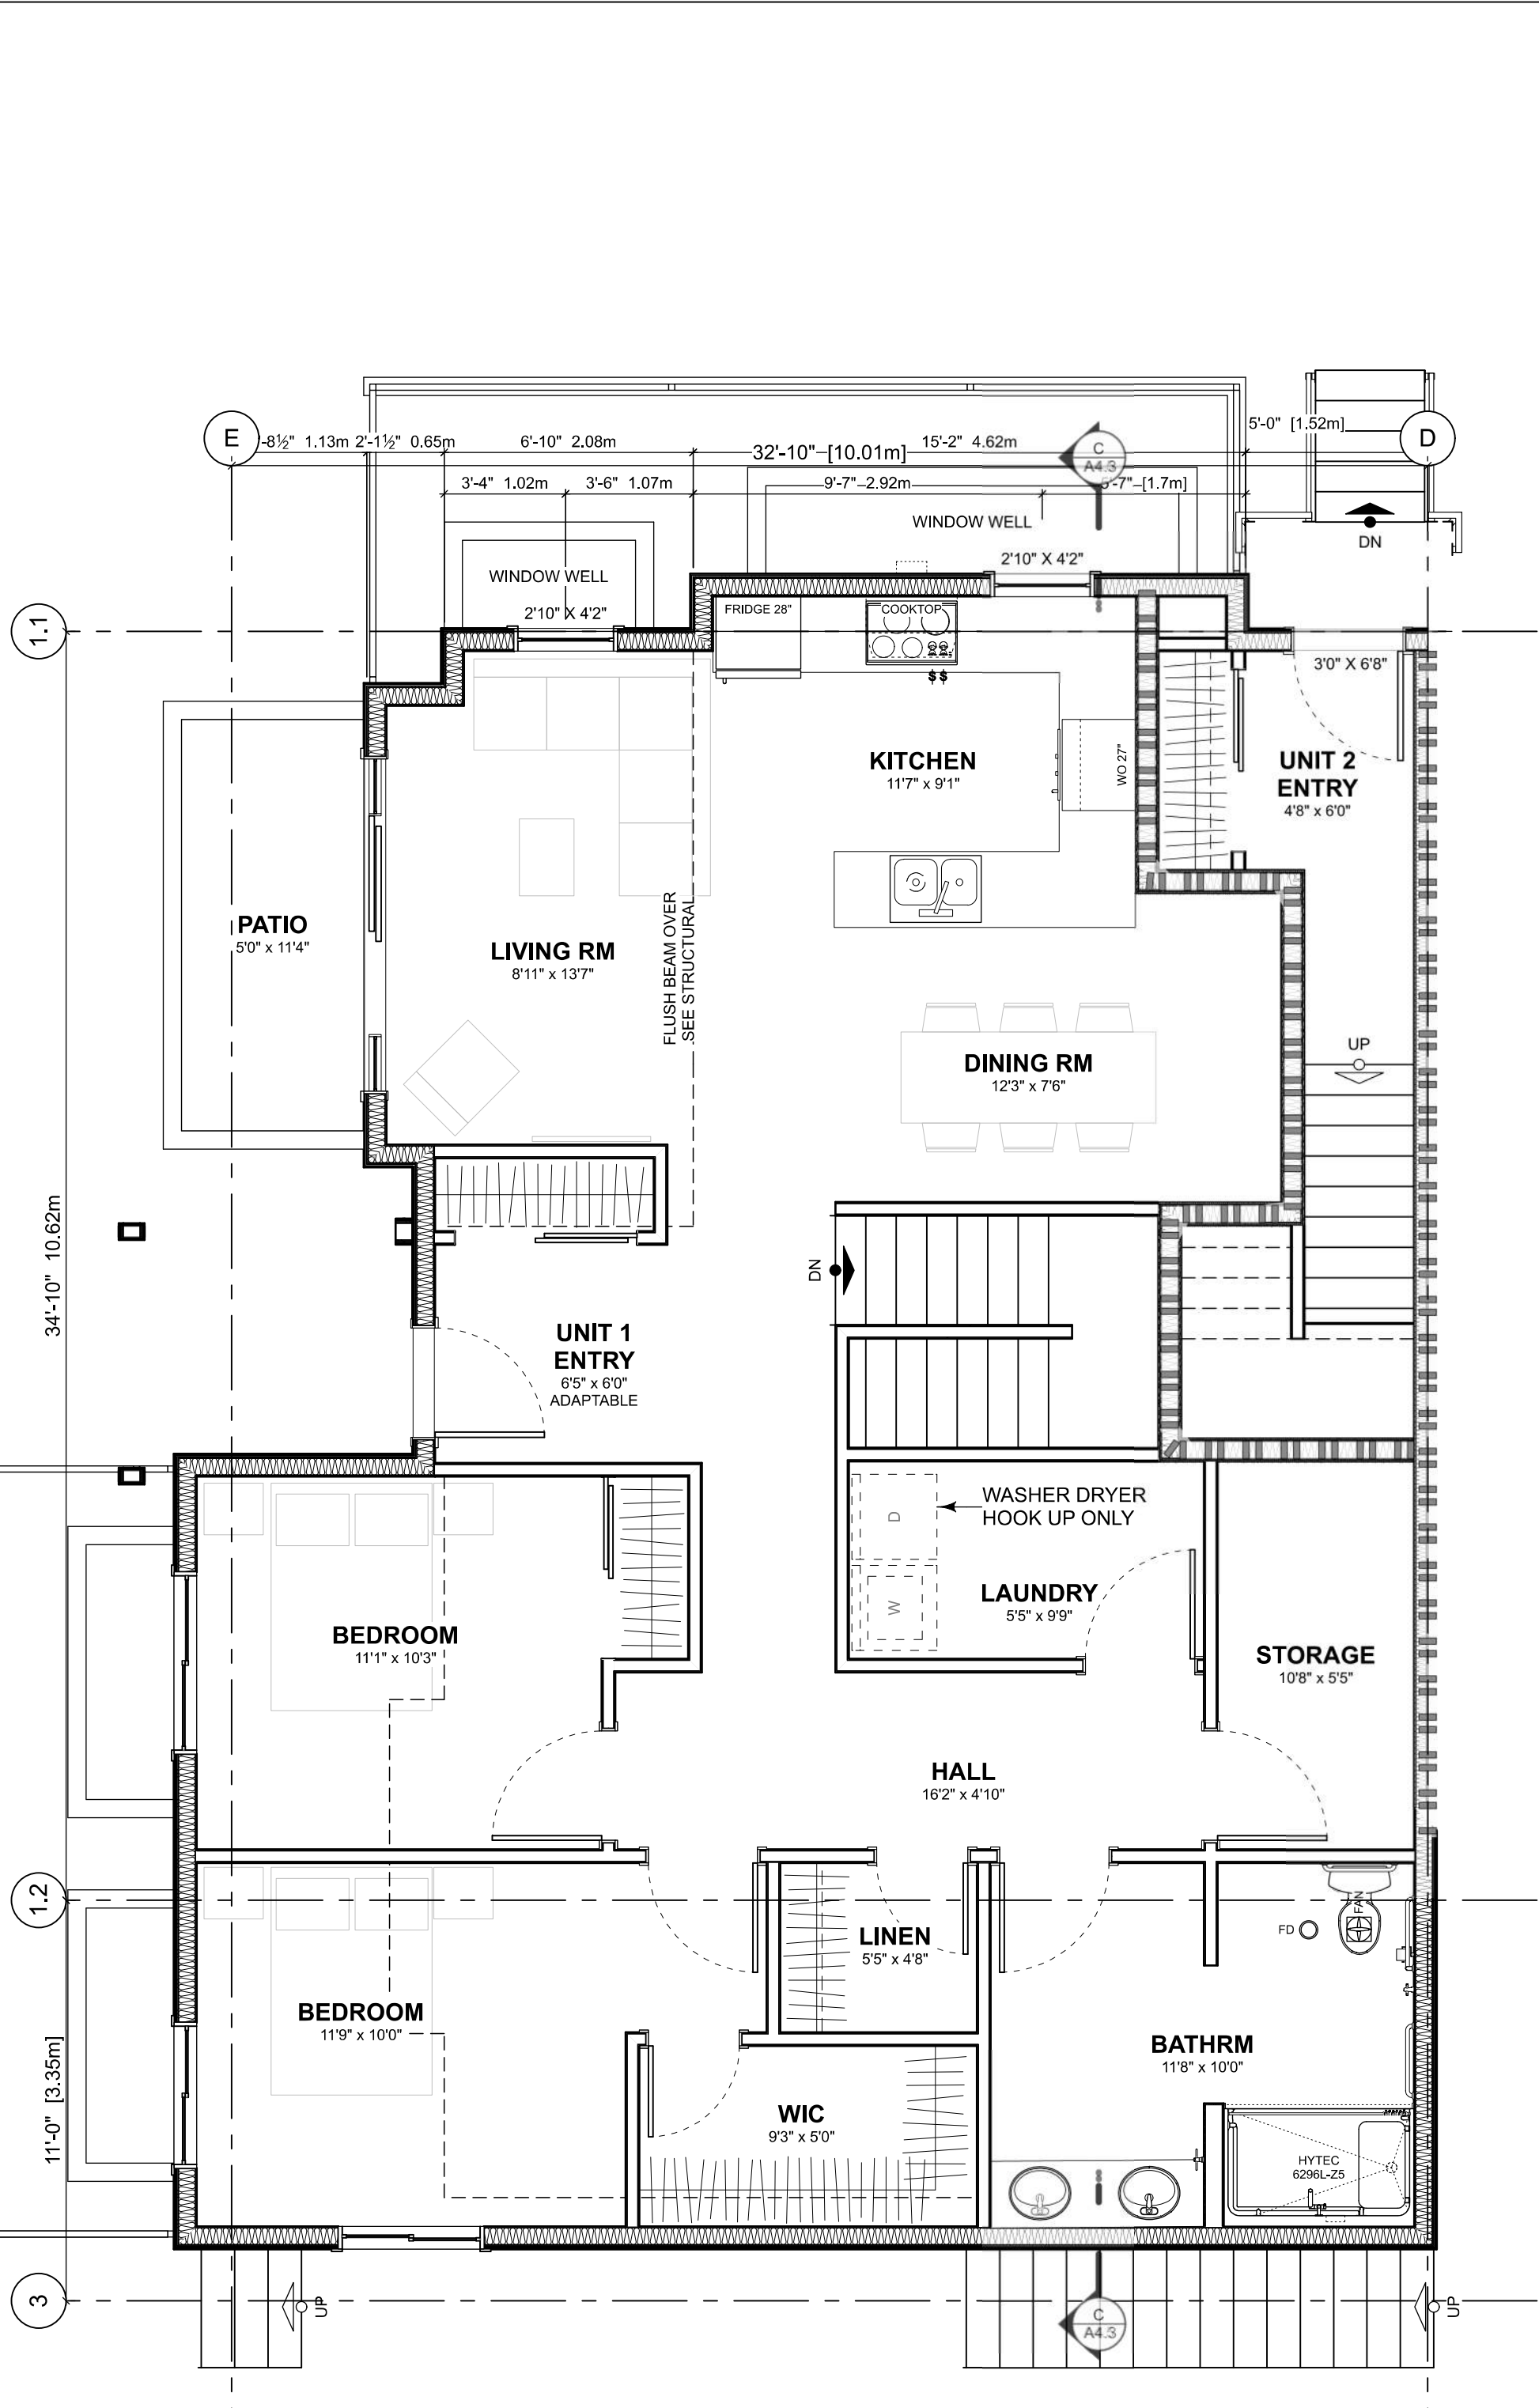 E
-8½" 1.13m
2'-1½" 0.65m
6'-10" 2.08m
15'-2" 4.62m
5'-0" [1.52m]
D
32'-10" [10.01m]
C
A4.3
3'-4" 1.02m
3'-6" 1.07m
9'-7" 2.92m
5'-7" [1.7m]
WINDOW WELL
2'10" X 4'2"
DN
WINDOW WELL
2'10" X 4'2"
1.1
FRIDGE 28"
COOKTOP
3'0" X 6'8"
$$
KITCHEN
11'7" x 9'1"
WO 27"
UNIT 2
ENTRY
4'8" x 6'0"
PATIO
5'0" x 11'4"
LIVING RM
8'11" x 13'7"
FLUSH BEAM OVER
SEE STRUCTURAL
DINING RM
12'3" x 7'6"
UP
34'-10" 10.62m
DN
UNIT 1
ENTRY
6'5" x 6'0"
ADAPTABLE
WASHER DRYER
HOOK UP ONLY
D
W
LAUNDRY
5'5" x 9'9"
BEDROOM
11'1" x 10'3"
STORAGE
10'8" x 5'5"
HALL
16'2" x 4'10"
1.2
FAN
FD
LINEN
5'5" x 4'8"
BEDROOM
11'9" x 10'0"
BATHRM
11'8" x 10'0"
11'-0" [3.35m]
WIC
9'3" x 5'0"
HYTEC
6296L-Z5
3
UP
C
A4.3
UP